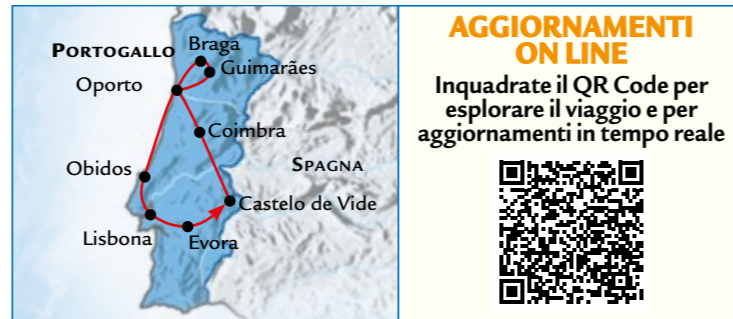 PORTOGALLO
Braga
Guimarães
Oporto
Coimbra
Obidos
SPAGNA
Castelo de Vide
Lisbona
Evora
AGGIORNAMENTI
ON LINE
Inquadrate il QR Code per
esplorare il viaggio e per
aggiornamenti in tempo reale